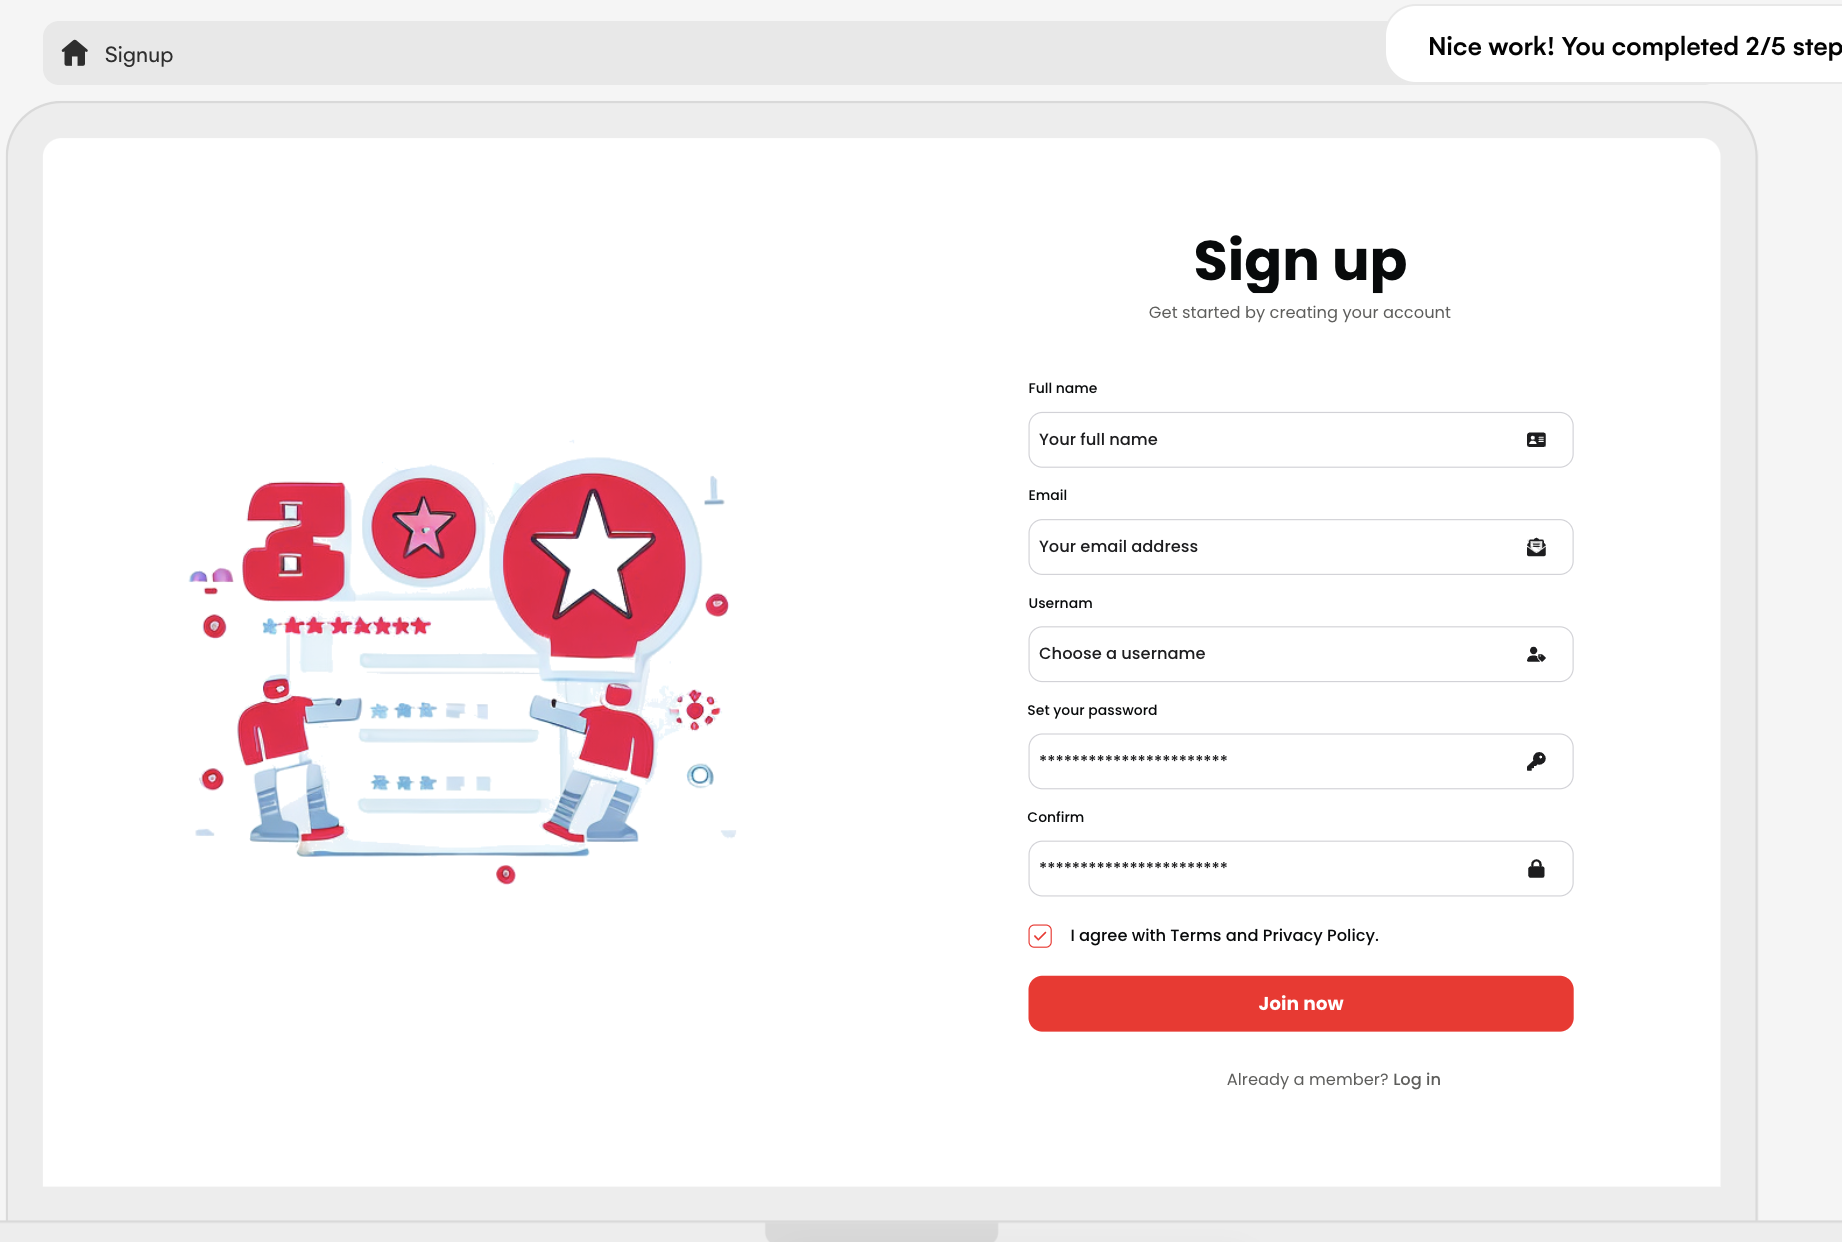 Signup
Nice work! You completed 2/5 step
Sign up
Get started by creating your account
Full name
Your full name
Email
Your email address
Usernam
Choose a username
Set your password
***********************
Confirm
***********************
I agree with Terms and Privacy Policy.
Join now
Already a member? Log in